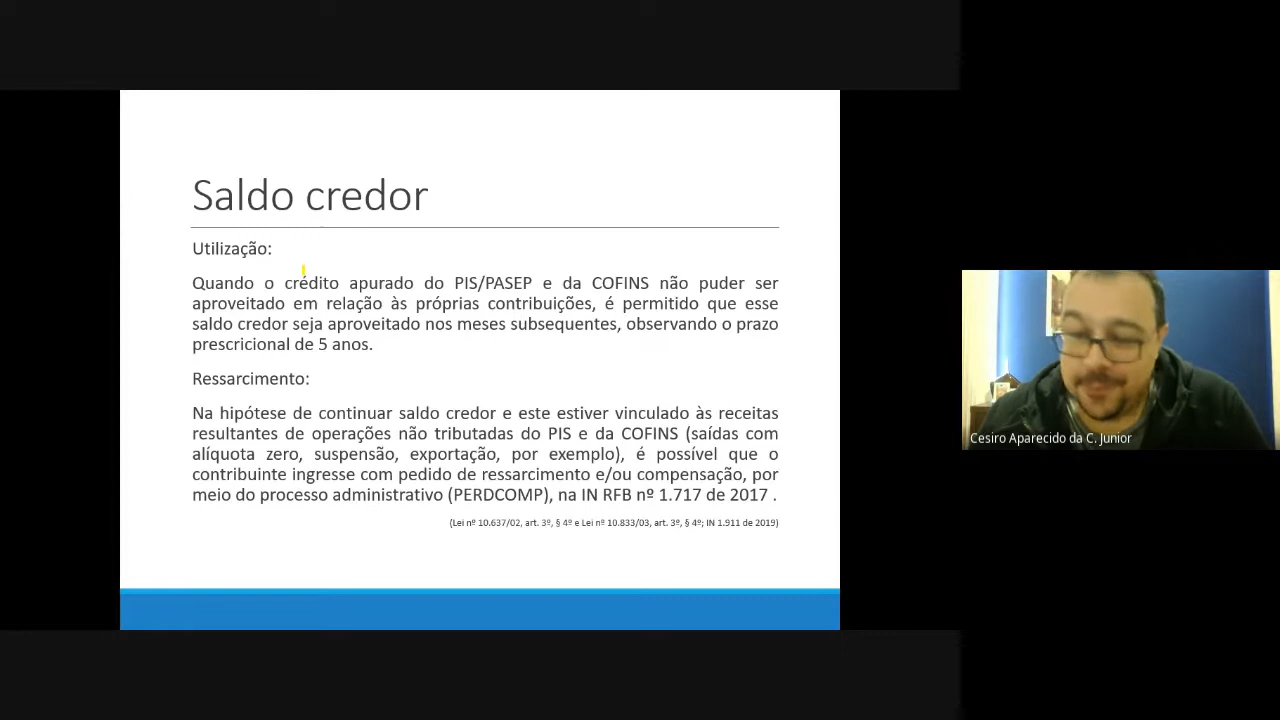 Saldo credor
Utilização:
Quando o crédito apurado do PIS/PASEP e da COFINS não puder ser
aproveitado em relação às próprias contribuições, é permitido que esse
saldo credor seja aproveitado nos meses subsequentes, observando o prazo
prescricional de 5 anos.
Ressarcimento:
Na hipótese de continuar saldo credor e este estiver vinculado às receitas
resultantes de operações não tributadas do PIS e da COFINS (saídas com
alíquota zero, suspensão, exportação, por exemplo), é possível que o
contribuinte ingresse com pedido de ressarcimento e/ou compensação, por
meio do processo administrativo (PERDCOMP), na IN RFB nº 1.717 de 2017 .
(Lei nº 10.637/02, art. 3º, § 4º e Lei nº 10.833/03, art. 3º, § 4º; IN 1.911 de 2019)
Cesiro Aparecido da C. Junior